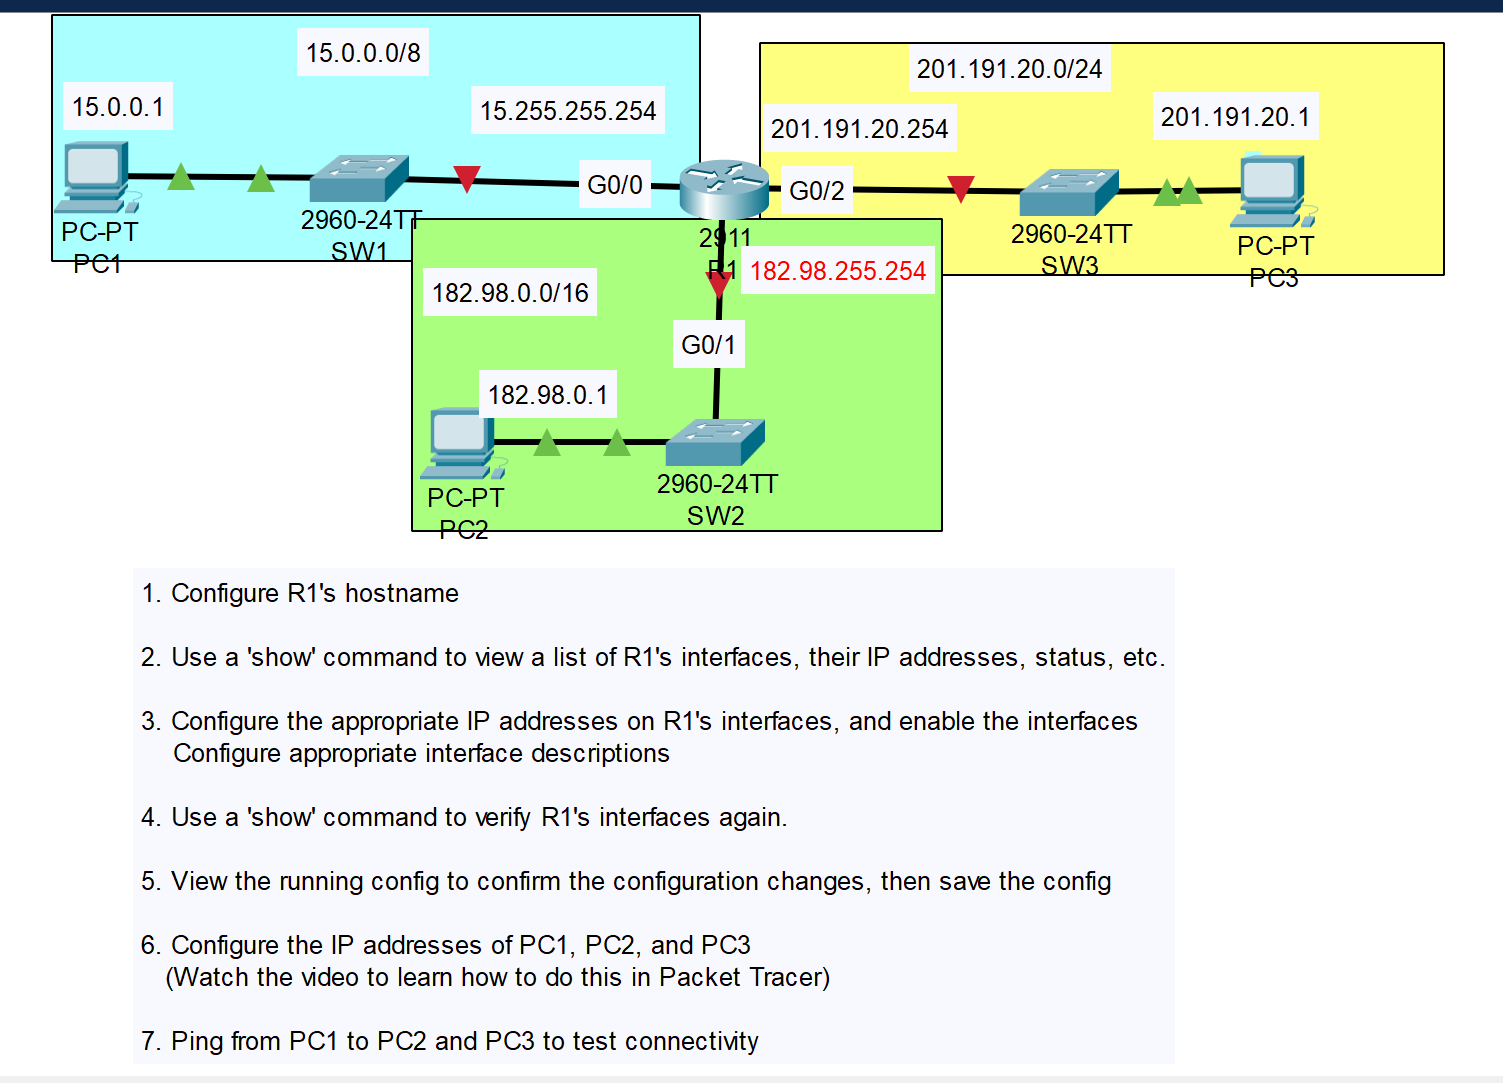 15.0.0.0/8
15.0.0.1
15.255.255.254
G0/0
PC-PT
PC1
2960-24TT
SW1
201.191.20.0/24
201.191.20.254
201.191.20.1
G0/2
2911
R1
2960-24TT
SW3
PC-PT
PC3
182.98.255.254
182.98.0.0/16
G0/1
182.98.0.1
PC-PT
PC2
2960-24TT
SW2
1. Configure R1's hostname
2. Use a 'show' command to view a list of R1's interfaces, their IP addresses, status, etc.
3. Configure the appropriate IP addresses on R1's interfaces, and enable the interfaces
Configure appropriate interface descriptions
4. Use a 'show' command to verify R1's interfaces again.
5. View the running config to confirm the configuration changes, then save the config
6. Configure the IP addresses of PC1, PC2, and PC3
(Watch the video to learn how to do this in Packet Tracer)
7. Ping from PC1 to PC2 and PC3 to test connectivity